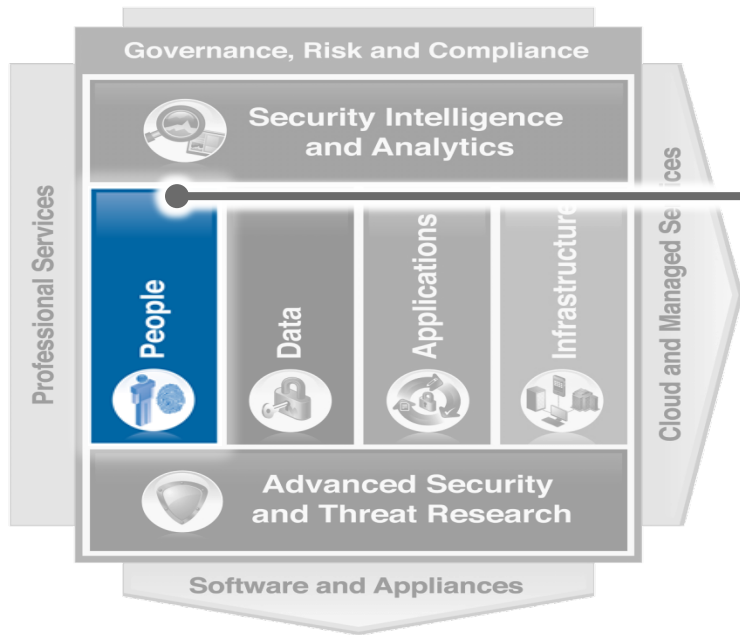 Governance, Risk and Compliance
Security Intelligence
and Analytics
Professional Services
People
Data
Applications
Infrastructure
Cloud and Managed Services
Advanced Security
and Threat Research
Software and Appliances